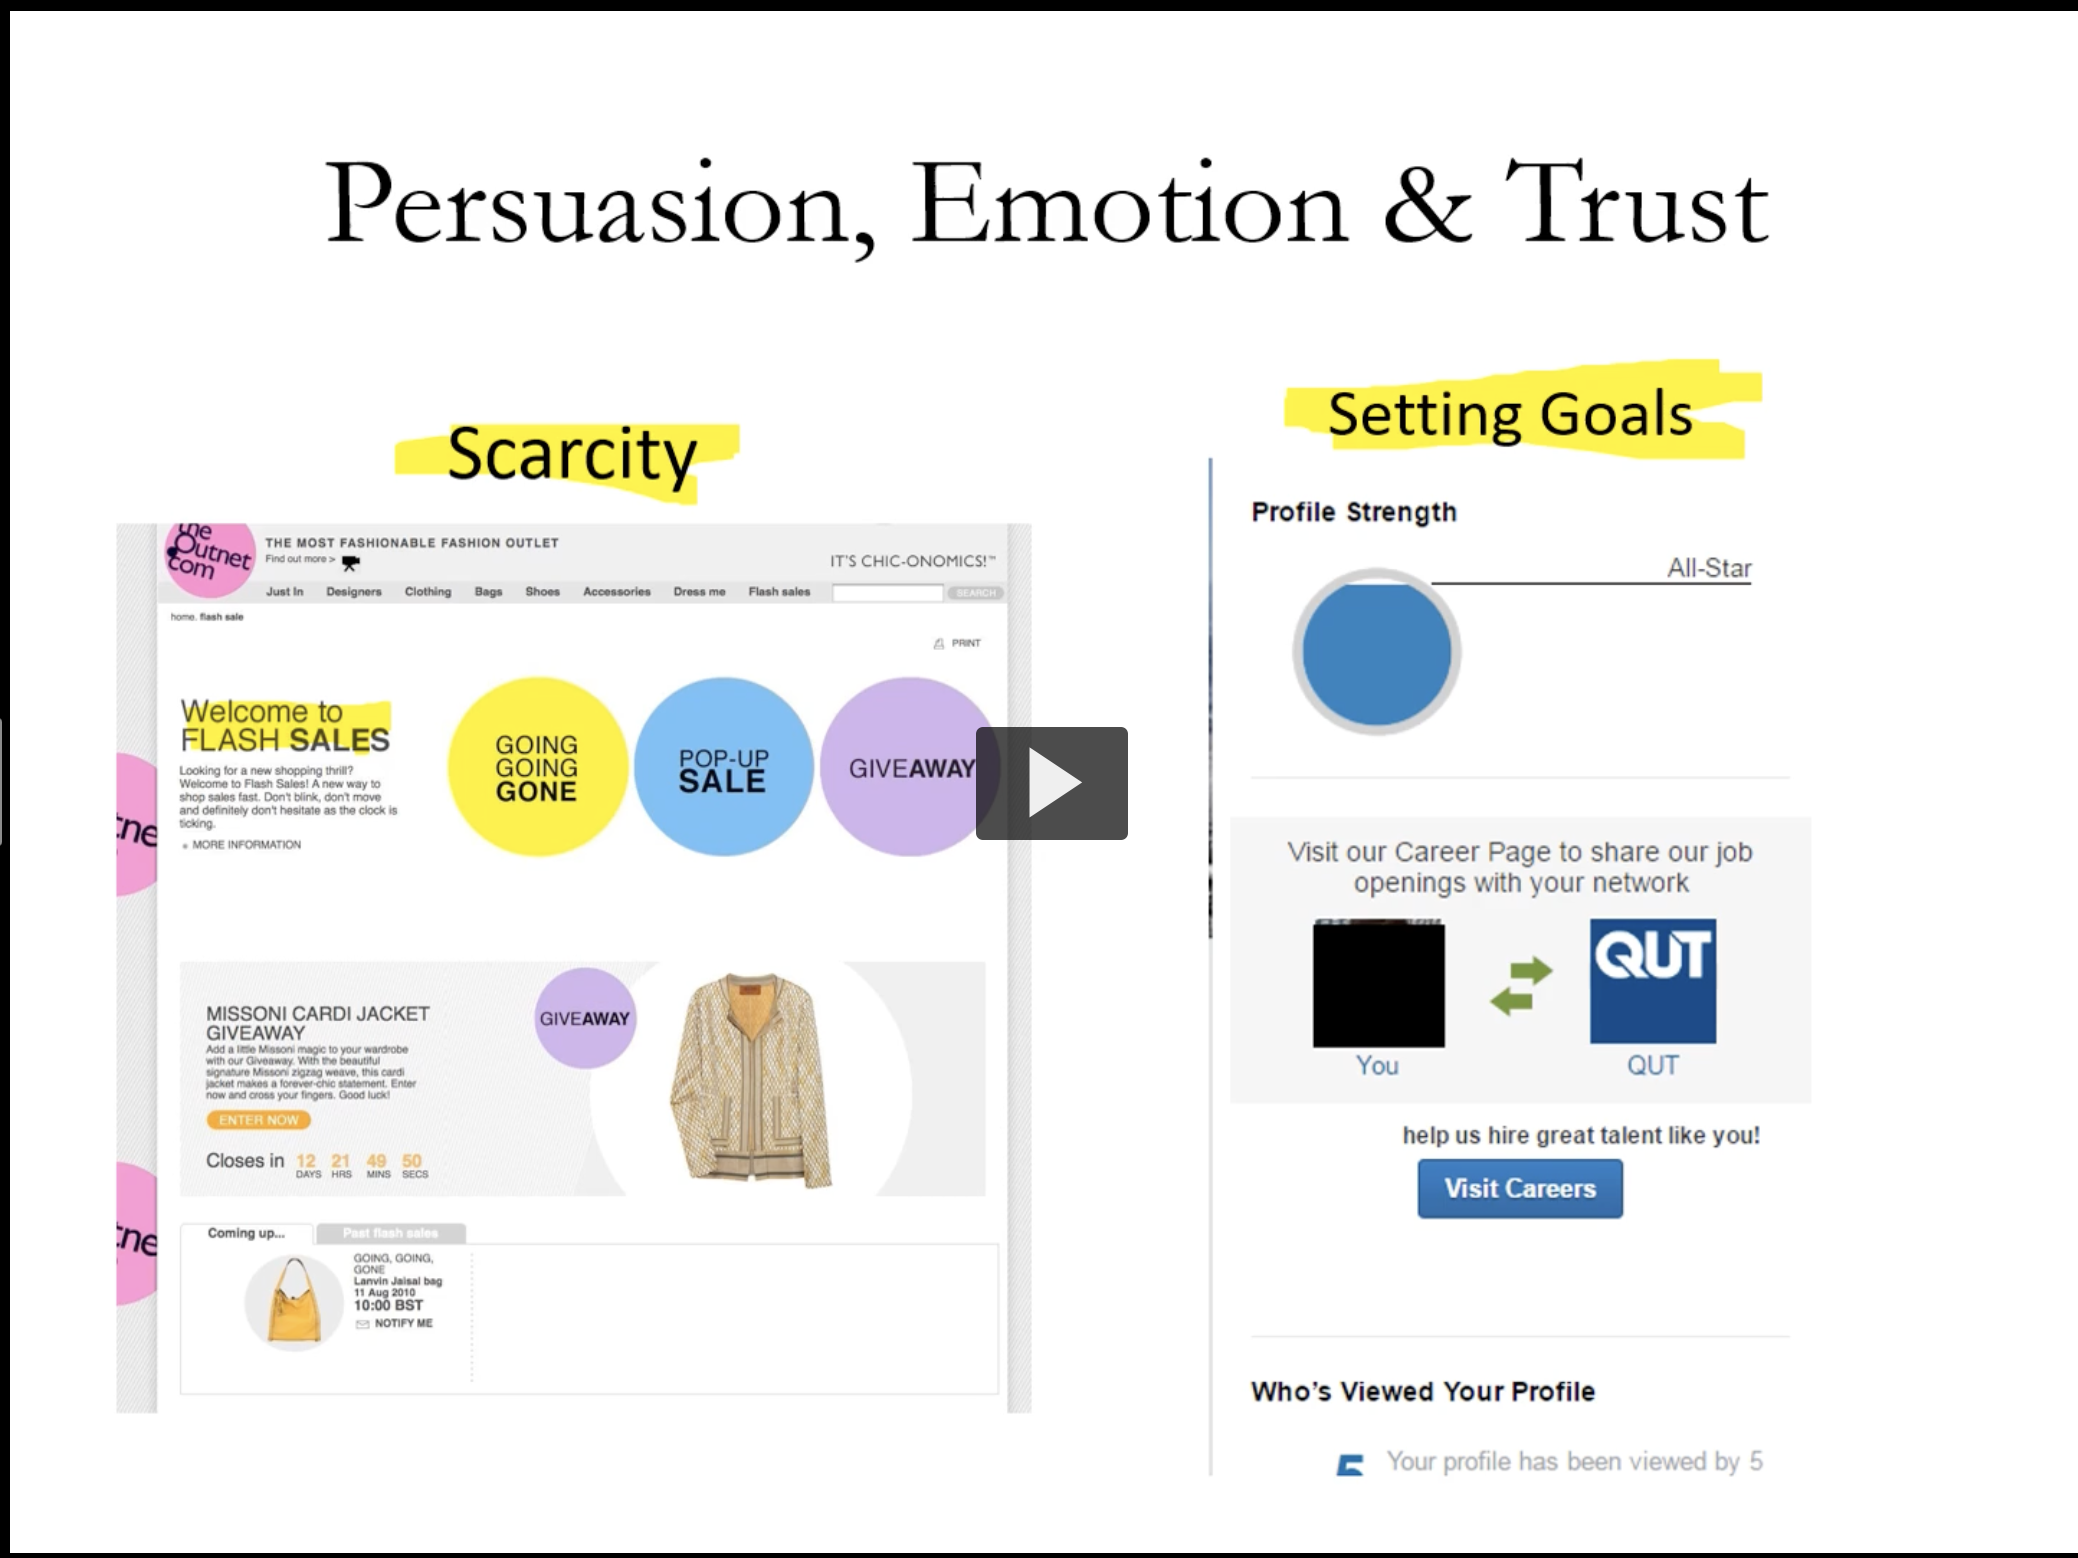 Persuasion, Emotion & Trust
Scarcity
the
Outnet
com
THE MOST FASHIONABLE FASHION OUTLET
Find out more >
IT'S CHIC-ONOMICS!™
Just In Designers Clothing Bags Shoes Accessories Dress me Flash sales SEARCH
home. flash sale
PRINT
Welcome to
FLASH SALES
Looking for a new shopping thrill?
Welcome to Flash Sales! A new way to
shop sales fast. Don't blink, don't move
and definitely don't hesitate as the clock is
ticking.
MORE INFORMATION
GOING
GOING
GONE
POP-UP
SALE
GIVEAWAY
tne
MISSONI CARDI JACKET
GIVEAWAY
Add a little Missoni magic to your wardrobe
with our Giveaway. With the beautiful
signature Missoni zigzag weave, this cardi
jacket makes a forever-chic statement. Enter
now and cross your fingers. Good luck!
ENTER NOW
Closes in 12 21 49 50
DAYS HRS MINS SECS
GIVEAWAY
tne
Coming up... Past flash sales
GOING, GOING,
GONE
Lanvin Jaisal bag
11 Aug 2010
10:00 BST
NOTIFY ME
Setting Goals
Profile Strength
All-Star
Visit our Career Page to share our job
openings with your network
QUT
You QUT
help us hire great talent like you!
Visit Careers
Who's Viewed Your Profile
5 Your profile has been viewed by 5